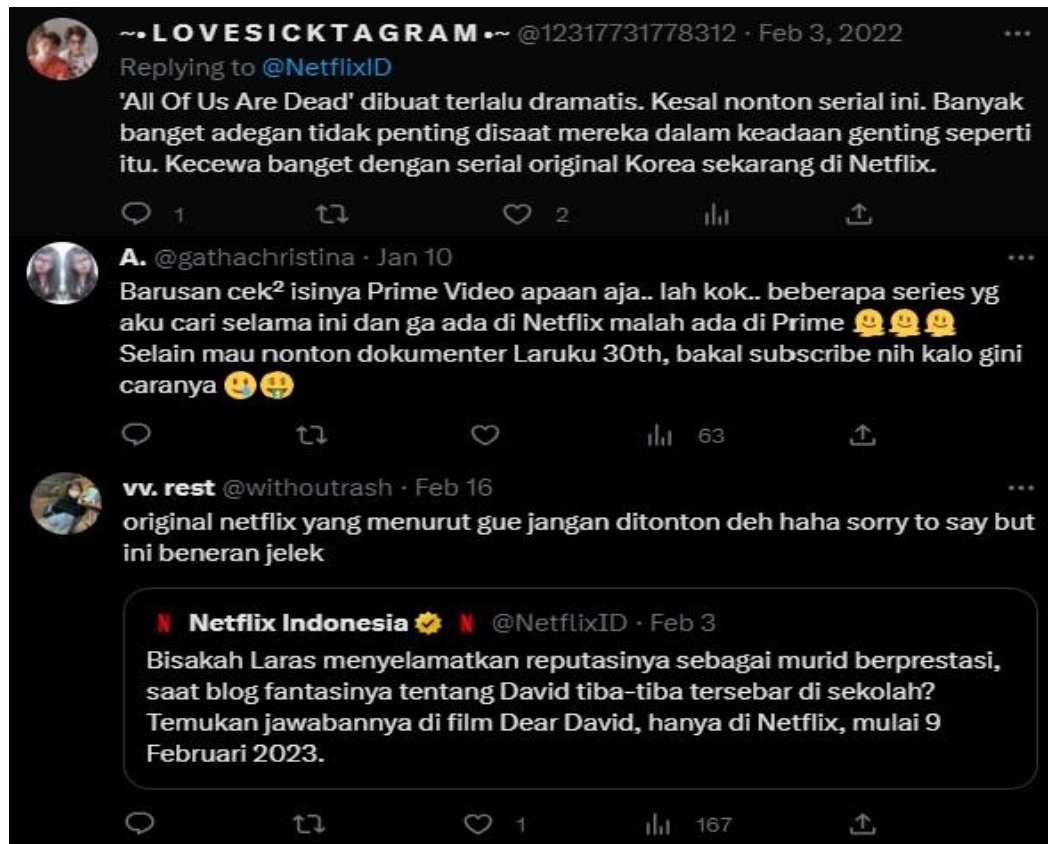 ~•LOVESICKTAGRAM•~ @12317731778312 · Feb 3, 2022
Replying to @NetflixID
'All Of Us Are Dead' dibuat terlalu dramatis. Kesal nonton serial ini. Banyak
banget adegan tidak penting disaat mereka dalam keadaan genting seperti
itu. Kecewa banget dengan serial original Korea sekarang di Netflix.
1 2
A. @gathachristina · Jan 10
Barusan cek² isinya Prime Video apaan aja.. lah kok.. beberapa series yg
aku cari selama ini dan ga ada di Netflix malah ada di Prime 🫠🫠🫠
Selain mau nonton dokumenter Laruku 30th, bakal subscribe nih kalo gini
caranya 🥲🤑
63
vv. rest @withoutrash · Feb 16
original netflix yang menurut gue jangan ditonton deh haha sorry to say but
ini beneran jelek
N Netflix Indonesia N @NetflixID · Feb 3
Bisakah Laras menyelamatkan reputasinya sebagai murid berprestasi,
saat blog fantasinya tentang David tiba-tiba tersebar di sekolah?
Temukan jawabannya di film Dear David, hanya di Netflix, mulai 9
Februari 2023.
1 167